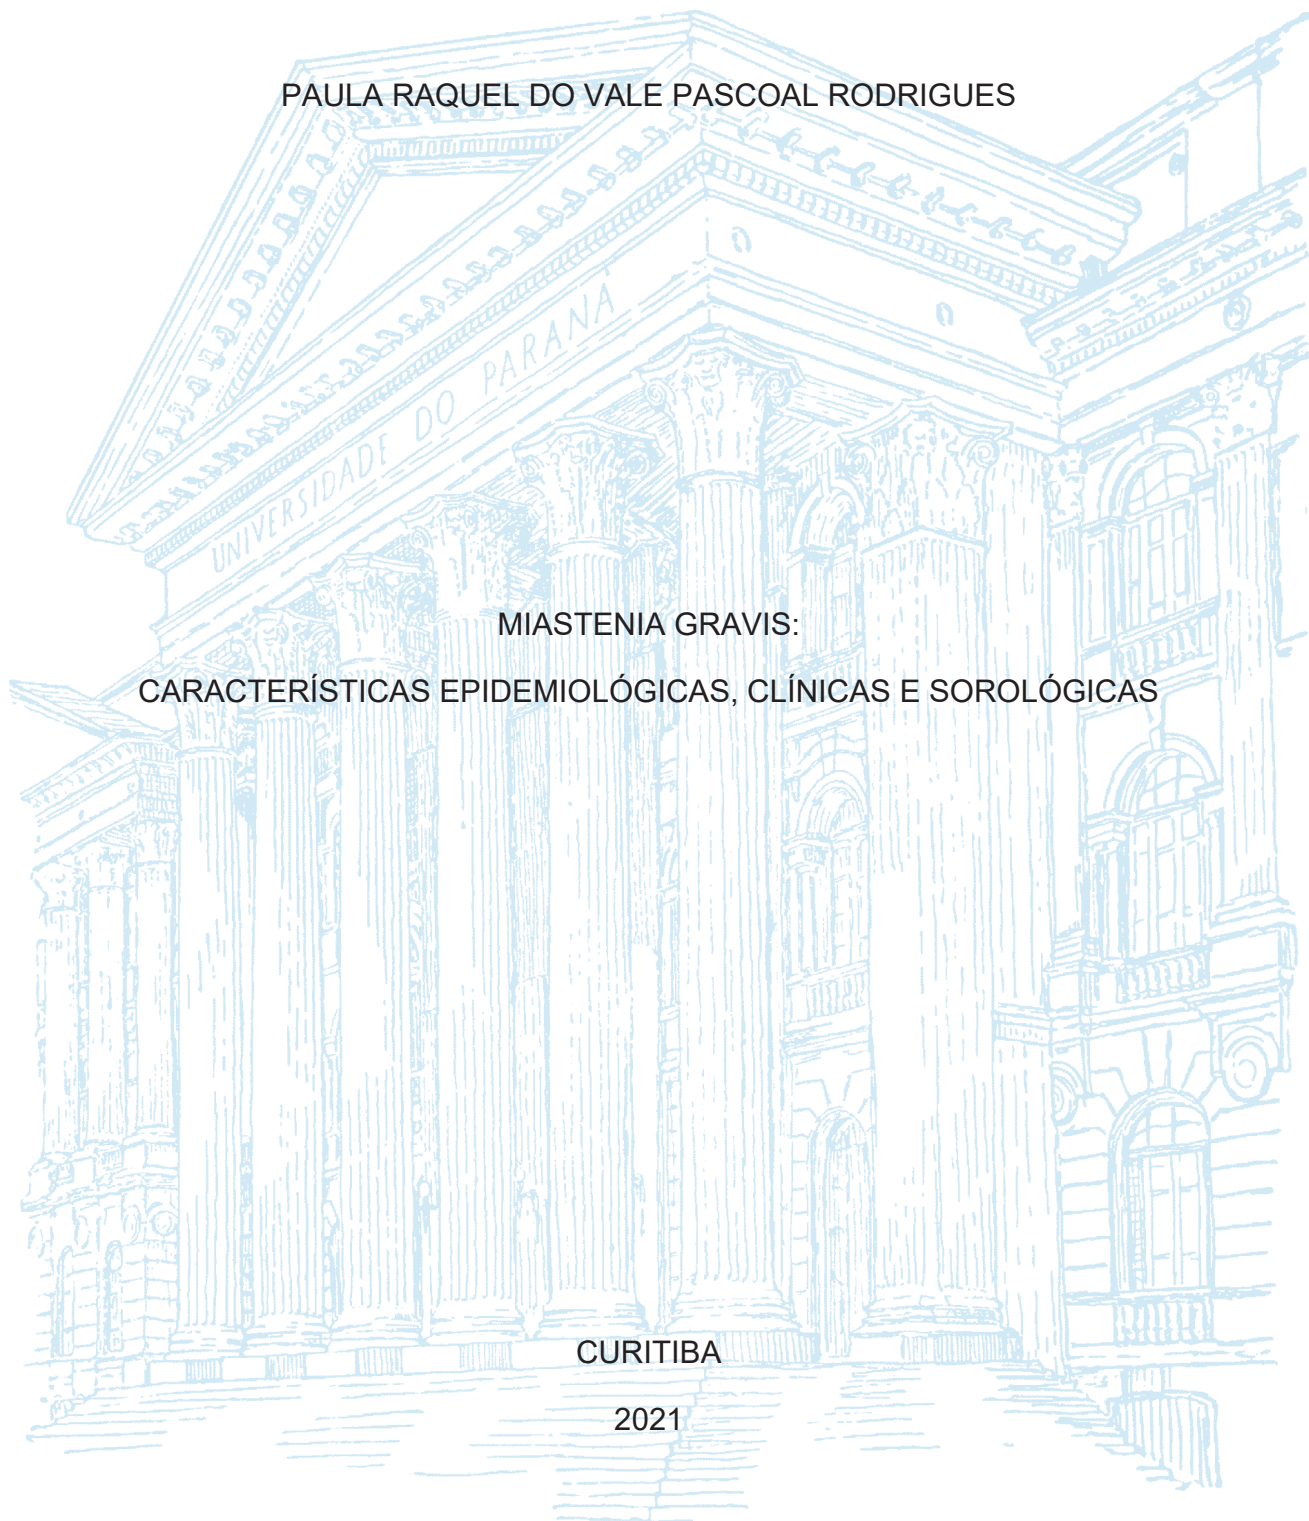 PAULA RAQUEL DO VALE PASCOAL RODRIGUES
UNIVERSIDADE DO PARANÁ
MIASTENIA GRAVIS:
CARACTERÍSTICAS EPIDEMIOLÓGICAS, CLÍNICAS E SOROLÓGICAS
CURITIBA
2021